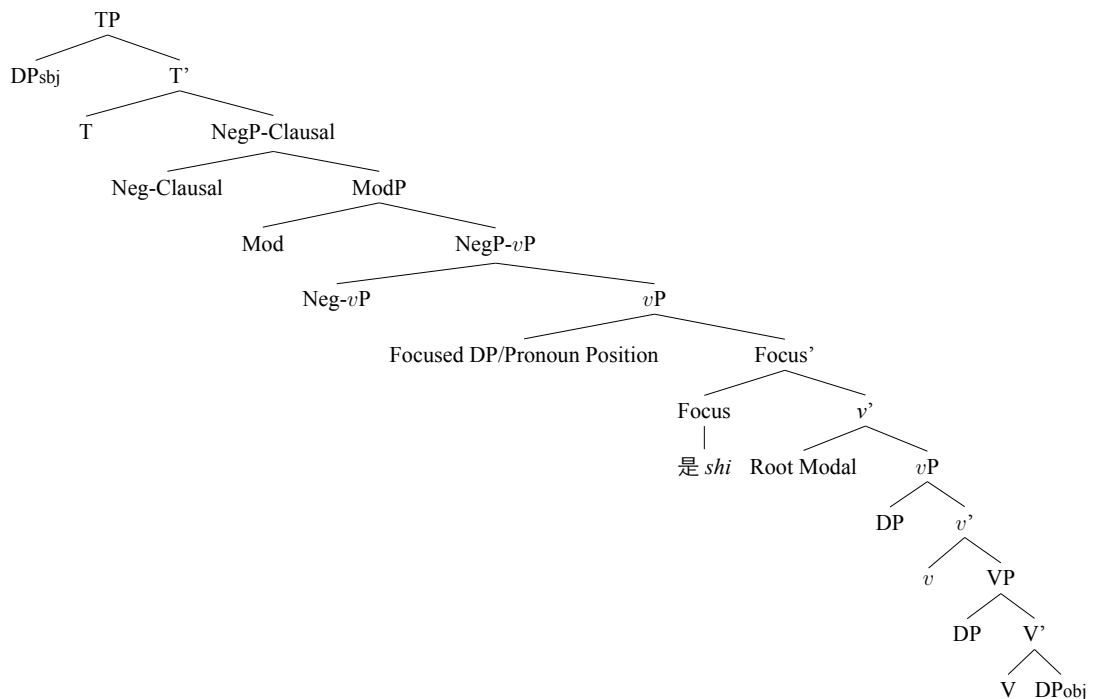 TP
DPsbj T’
T NegP-Clausal
Neg-Clausal ModP
Mod NegP-vP
Neg-vP vP
Focused DP/Pronoun Position Focus’
Focus v’
是 shi Root Modal vP
DP v’
v VP
DP V’
V DPobj